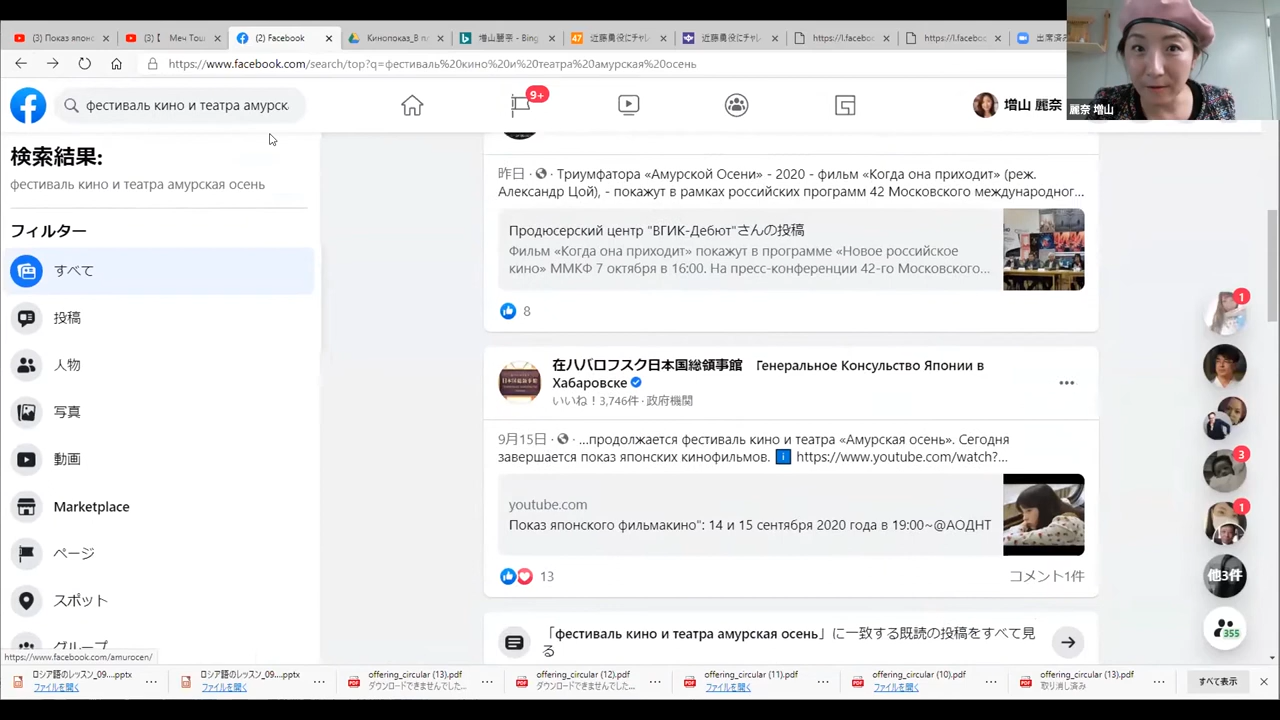 (3) Показ япон
(3) 【 Меч Тош
(2) Facebook
Кинопоказ_В п
増山麗奈 - Bing
近藤勇役にチャレ
近藤勇役にチャレ
https://l.facebo
https://l.facebo
出席済み
https://www.facebook.com/search/top?q=фестиваль%20кино%20и%20театра%20амурская%20осень
фестиваль кино и театра амурск
9+
増山 麗奈
麗奈 増山
検索結果:
фестиваль кино и театра амурская осень
フィルター
すべて
投稿
人物
写真
動画
Marketplace
ページ
スポット
グループ
https://www.facebook.com/amurocen/
昨日 · Триумфатора «Амурской Осени» - 2020 - фильм «Когда она приходит» (реж.
Александр Цой), - покажут в рамках российских программ 42 Московского международног...
Продюсерский центр "ВГИК-Дебют"さんの投稿
Фильм «Когда она приходит» покажут в программе «Новое российское
кино» ММКФ 7 октября в 16:00. На пресс-конференции 42-го Московского...
8
在ハバロフスク日本国総領事館 Генеральное Консульство Японии в
Хабаровске
いいね！3,746件 · 政府機関
9月15日 · ...продолжается фестиваль кино и театра «Амурская осень». Сегодня
завершается показ японских кинофильмов. ℹ https://www.youtube.com/watch?...
youtube.com
Показ японского фильмакино": 14 и 15 сентября 2020 года в 19:00~@АОДНТ
13
コメント1件
「фестиваль кино и театра амурская осень」に一致する既読の投稿をすべて見
る
1
3
1
他3件
355
ロシア語のレッスン_09....pptx
ファイルを開く
ロシア語のレッスン_09....pptx
ファイルを開く
offering_circular (13).pdf
ダウンロードできませんでした...
offering_circular (12).pdf
ダウンロードできませんでした...
offering_circular (11).pdf
ファイルを開く
offering_circular (10).pdf
ファイルを開く
offering_circular (13).pdf
取り消し済み
すべて表示